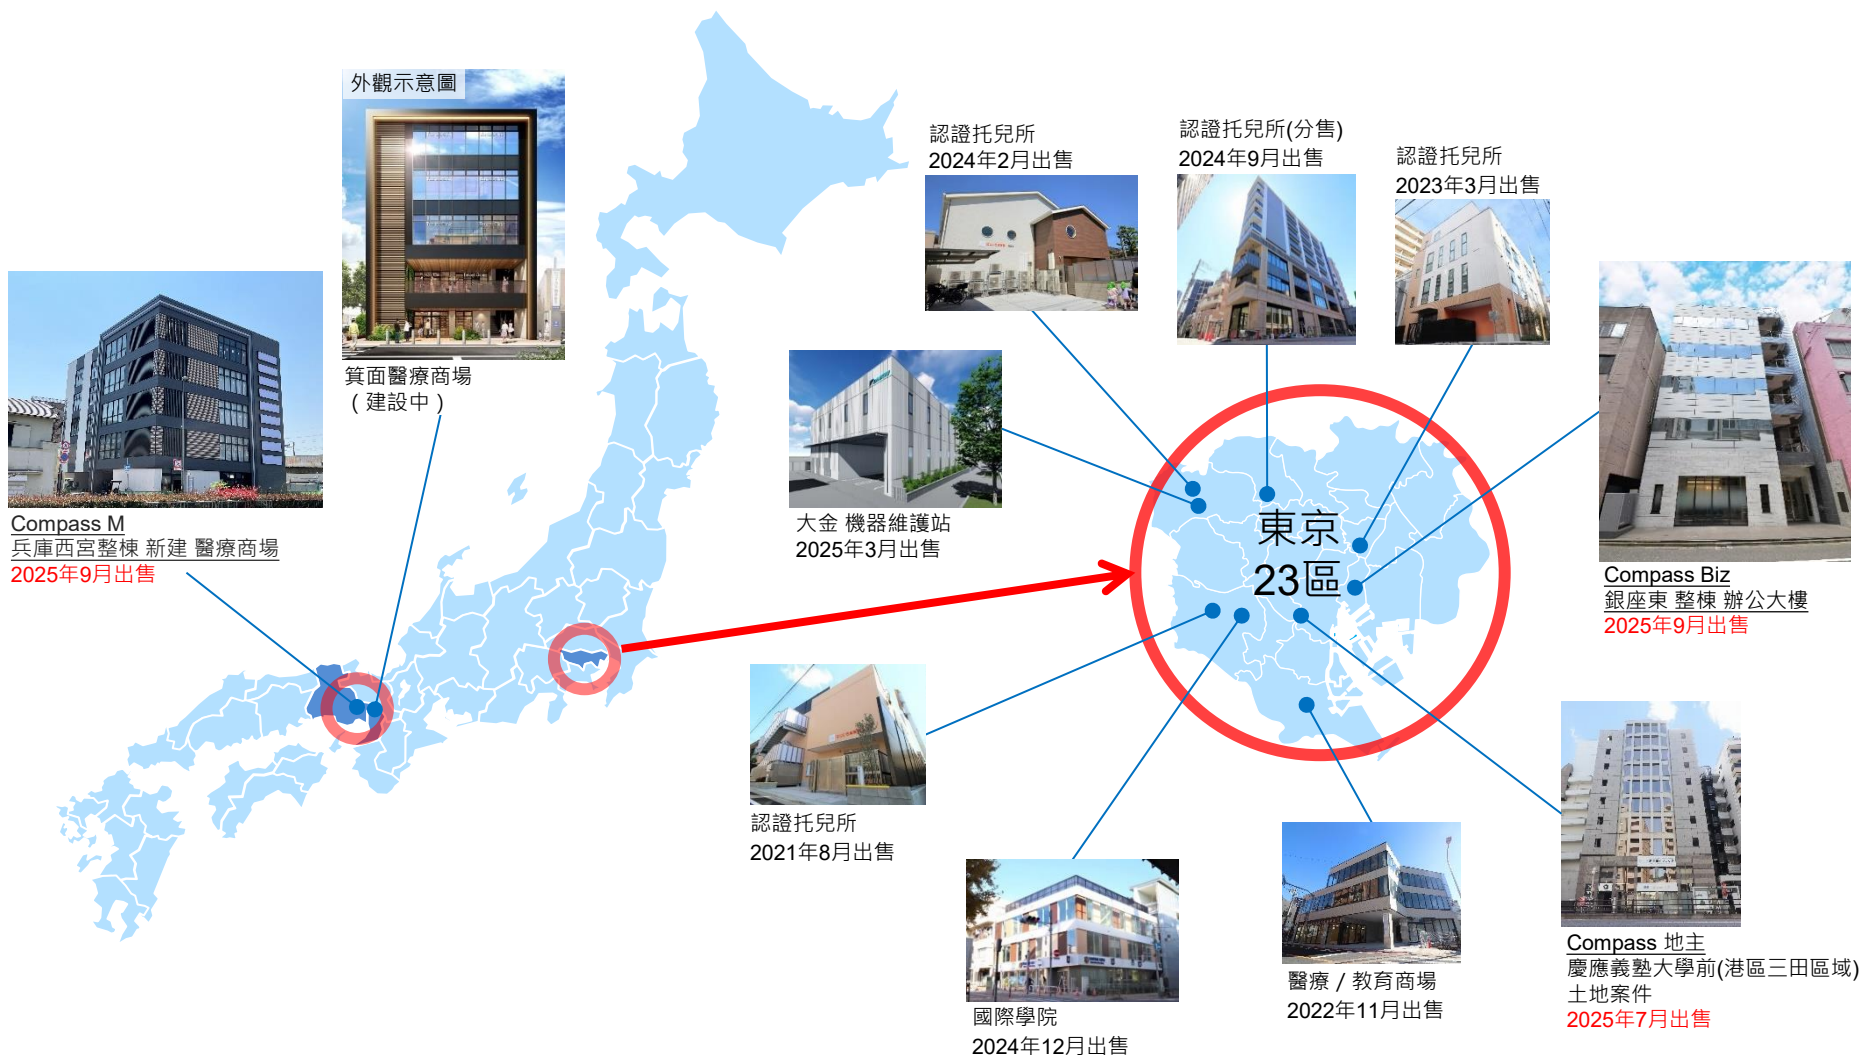 外觀示意圖
箕面醫療商場
（建設中）
Compass M
兵庫西宮整棟 新建 醫療商場
2025年9月出售
認證托兒所
2024年2月出售
認證托兒所(分售)
2024年9月出售
認證托兒所
2023年3月出售
大金 機器維護站
2025年3月出售
東京
23區
Compass Biz
銀座東 整棟 辦公大樓
2025年9月出售
認證托兒所
2021年8月出售
國際學院
2024年12月出售
醫療 / 教育商場
2022年11月出售
Compass 地主
慶應義塾大學前(港區三田區域)
土地案件
2025年7月出售